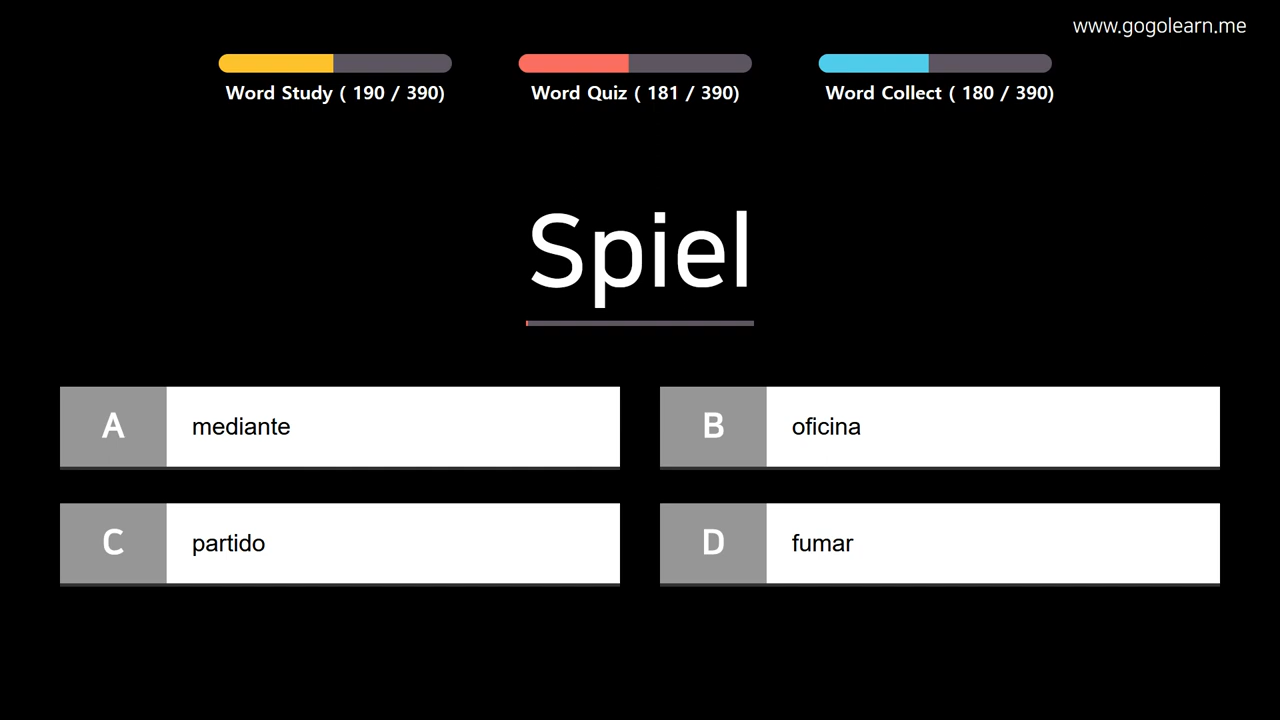 www.gogolearn.me
Word Study ( 190 / 390)
Word Quiz ( 181 / 390)
Word Collect ( 180 / 390)
Spiel
A mediante
B oficina
C partido
D fumar